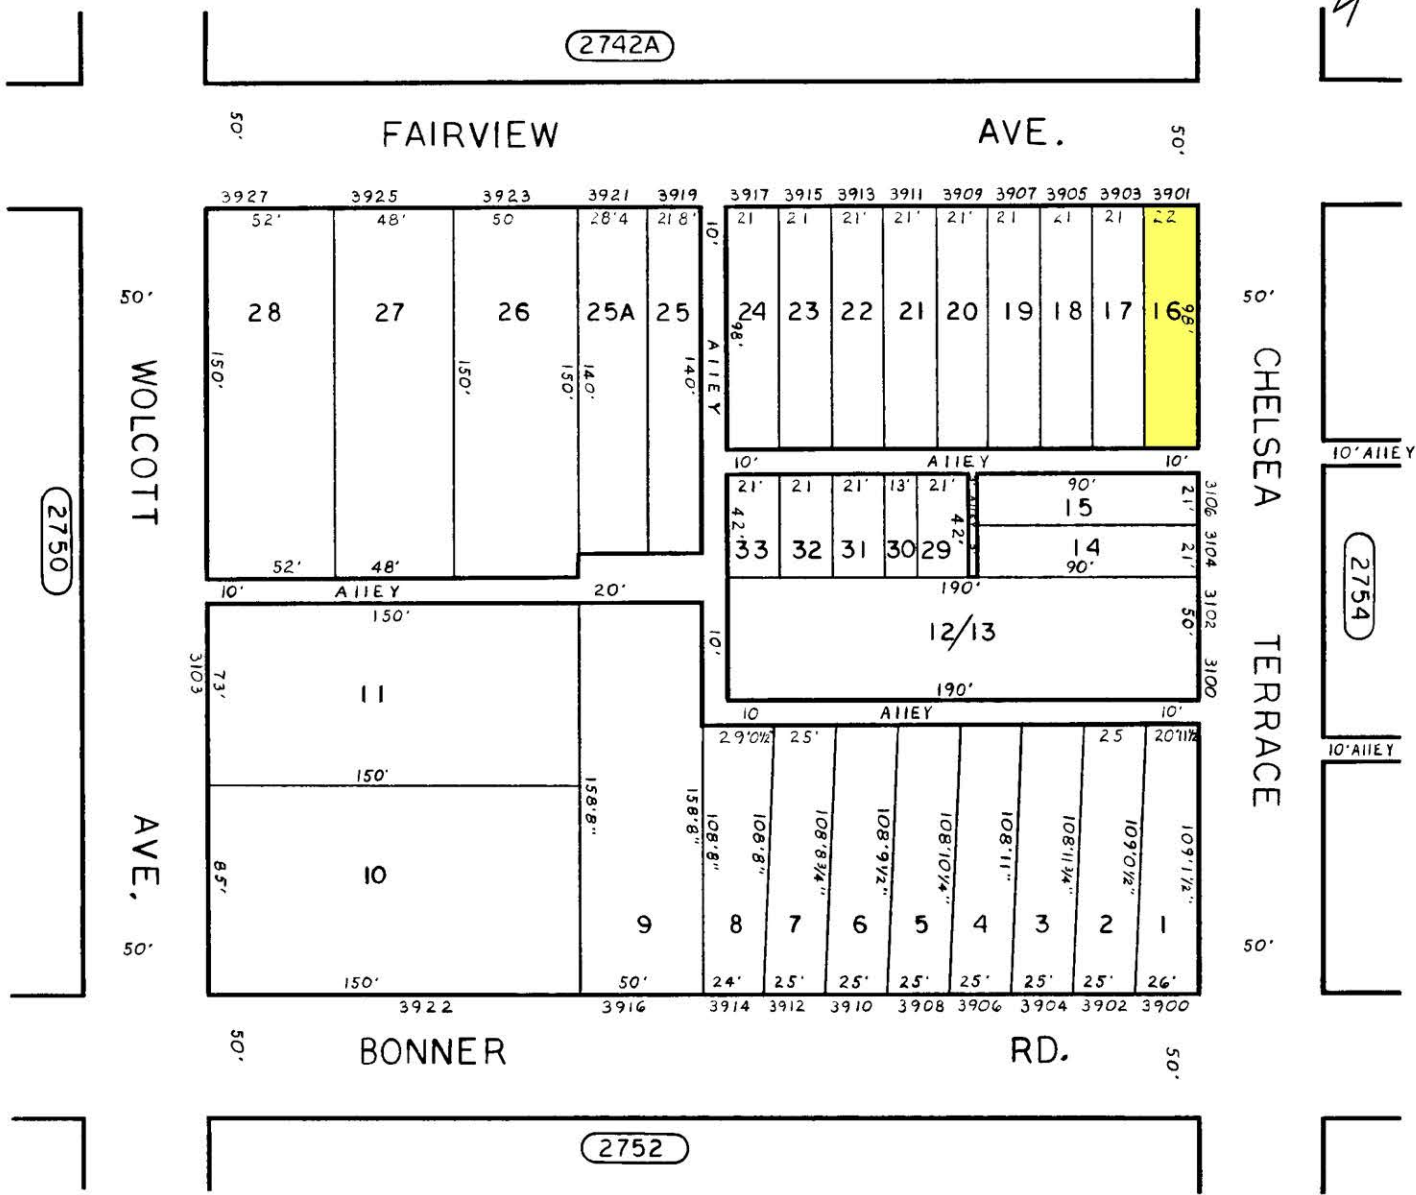 2742A
50'
FAIRVIEW AVE.
50'
3927 3925 3923 3921 3919 3917 3915 3913 3911 3909 3907 3905 3903 3901
52' 48' 50 28'4 21'8" 10' 21 21 21' 21' 21' 21 21 21 22
50' 28 27 26 25A 25 24 23 22 21 20 19 18 17 16 50'
98' 98'
150' 150' 150' 140' 140' AllEY
WOLCOTT
CHELSEA
10' AllEY 10' 10' AllEY
21' 21 21' 13' 21' 90' 21' 3106
15
2750
42' 42'
33 32 31 30 29 14 21' 3104
90'
2754
52' 48' 190'
10' AllEY 20' 50' 3102
150'
10' 12/13
TERRACE
3103 73' 11 190' 3100
10 AllEY 10'
29'0½ 25' 25 20'11½
10' AllEY
150'
158'8" 158'8" 108'8" 108'8" 108'8¾" 108'9½" 108'10¼" 108'11" 108'11¾" 109'0½" 109'1½"
AVE.
85' 10
9 8 7 6 5 4 3 2 1
50' 50'
150' 50' 24' 25' 25' 25' 25' 25' 25' 26'
3922 3916 3914 3912 3910 3908 3906 3904 3902 3900
50'
BONNER RD.
50'
2752